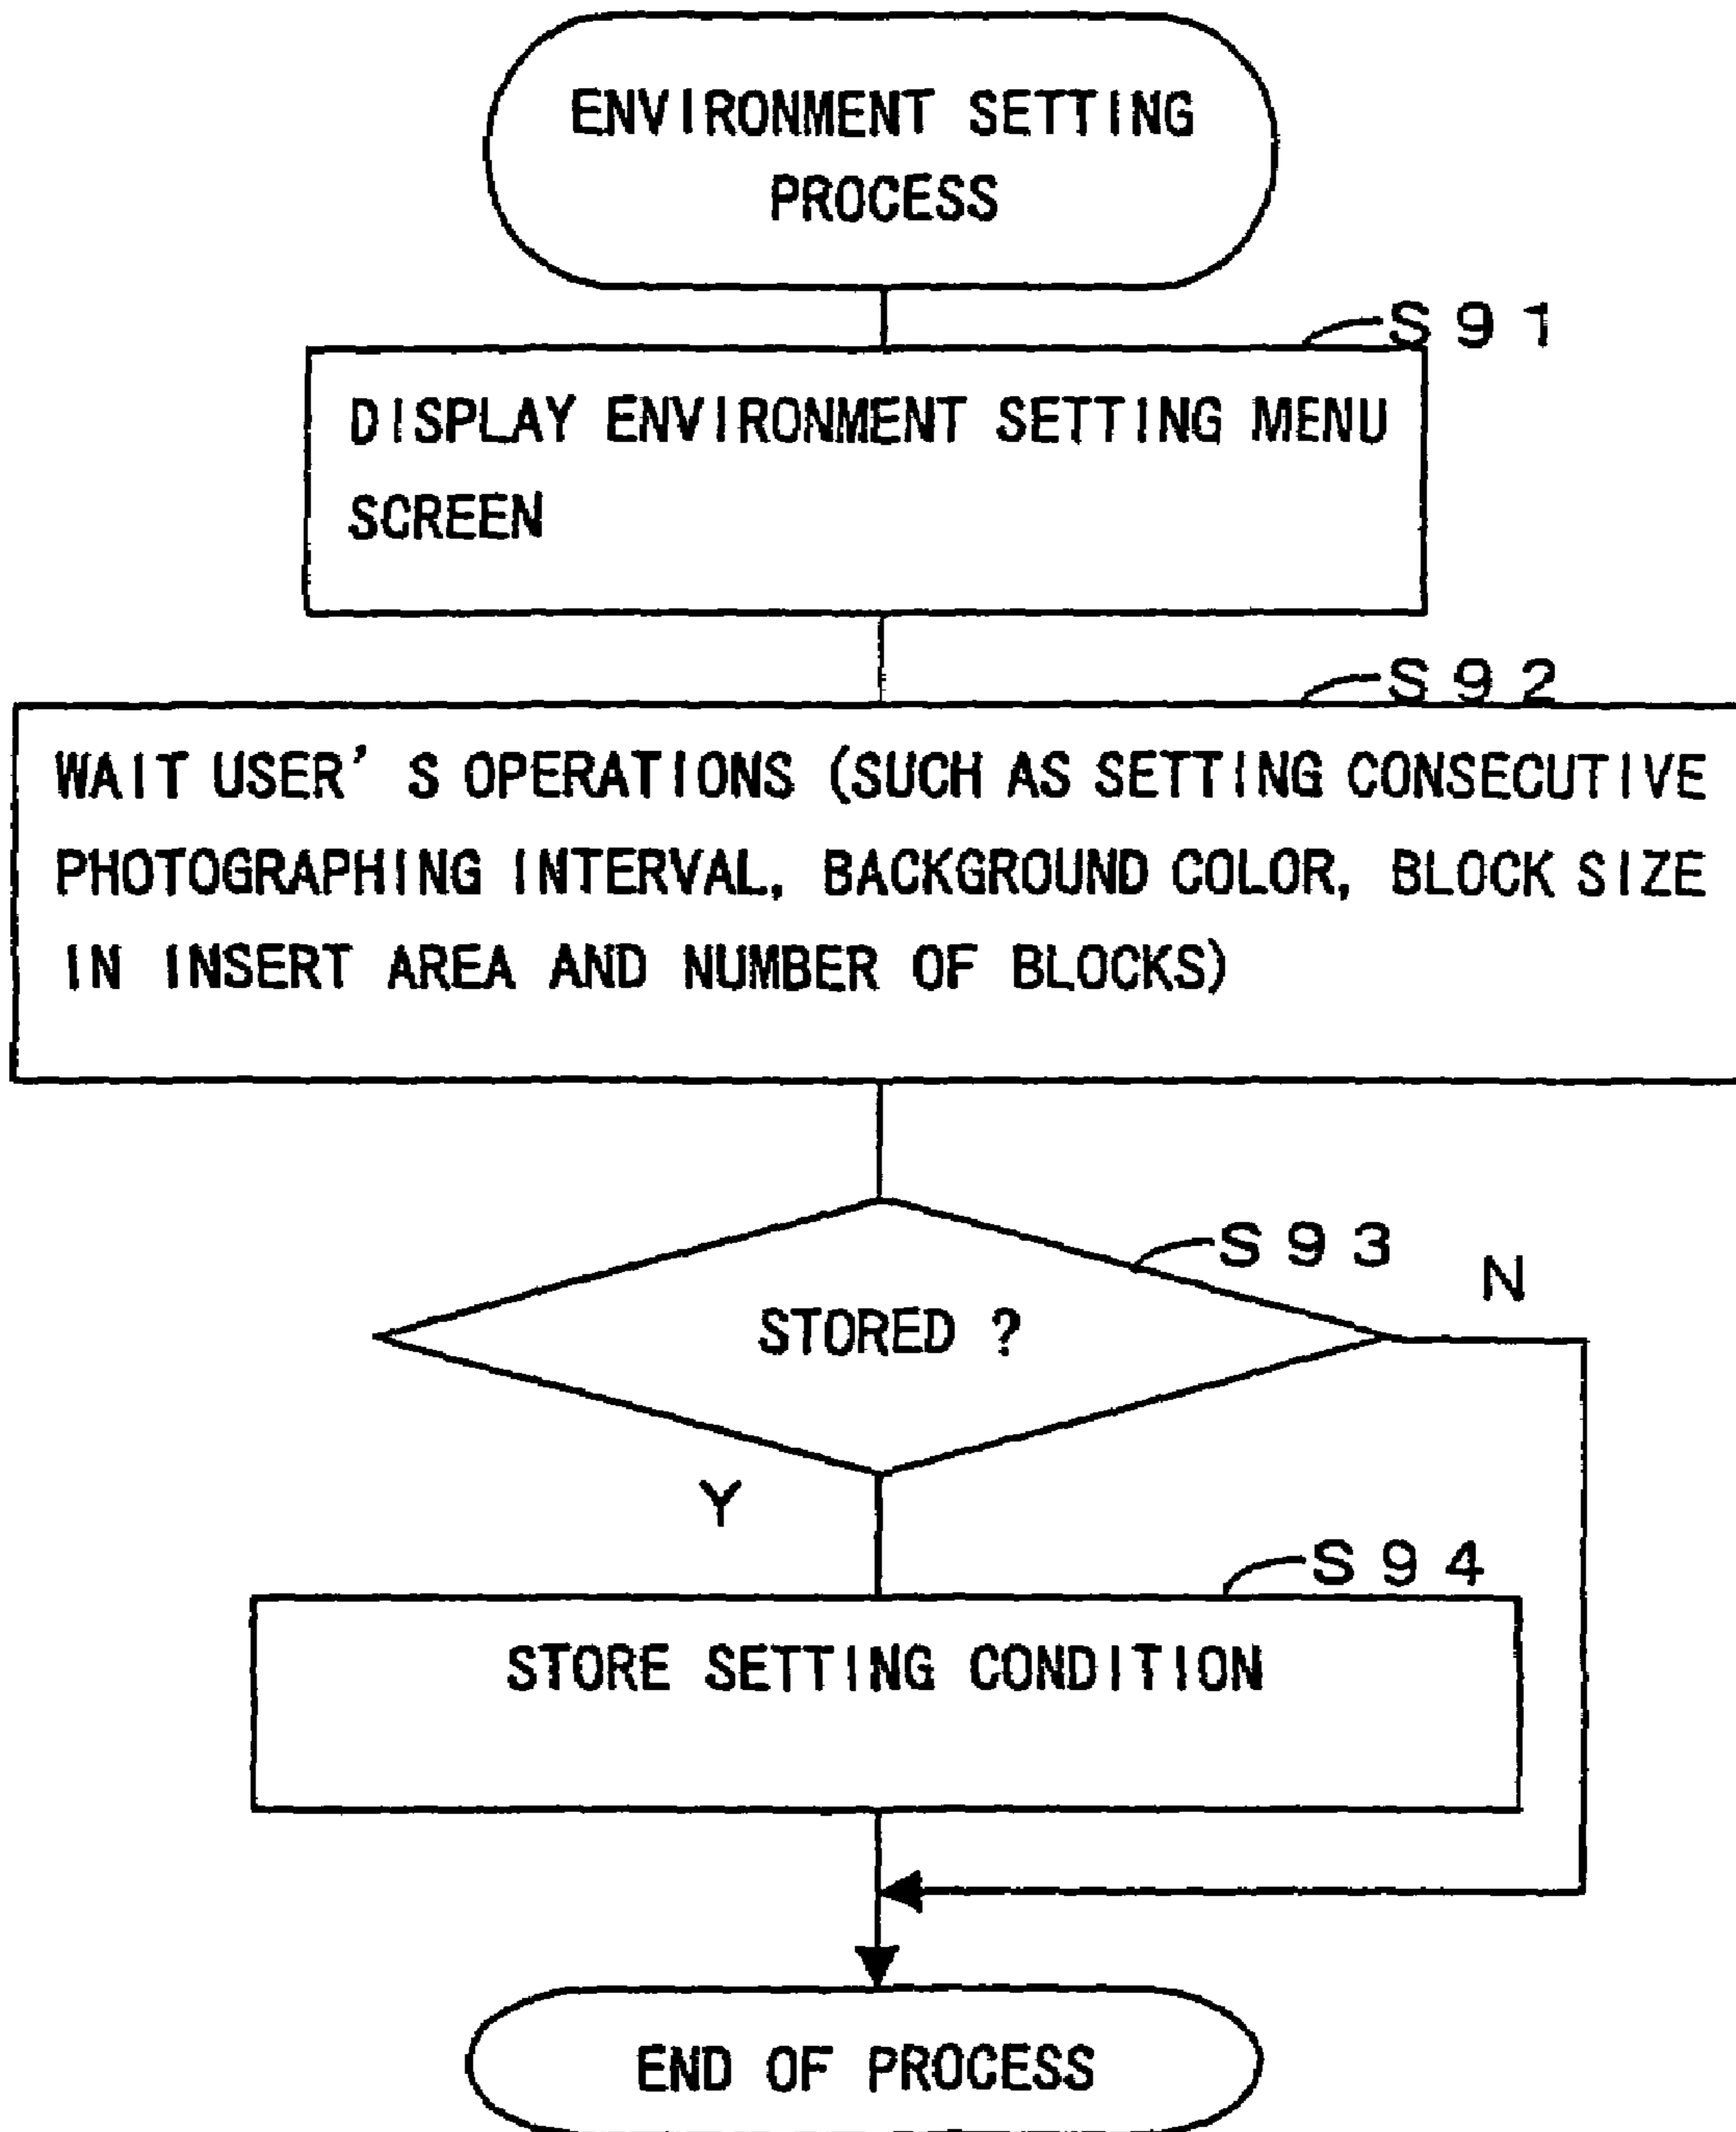 ENVIRONMENT SETTING
PROCESS
S91
DISPLAY ENVIRONMENT SETTING MENU
SCREEN
S92
WAIT USER'S OPERATIONS (SUCH AS SETTING CONSECUTIVE
PHOTOGRAPHING INTERVAL, BACKGROUND COLOR, BLOCK SIZE
IN INSERT AREA AND NUMBER OF BLOCKS)
S93
N
STORED ?
Y
S94
STORE SETTING CONDITION
END OF PROCESS